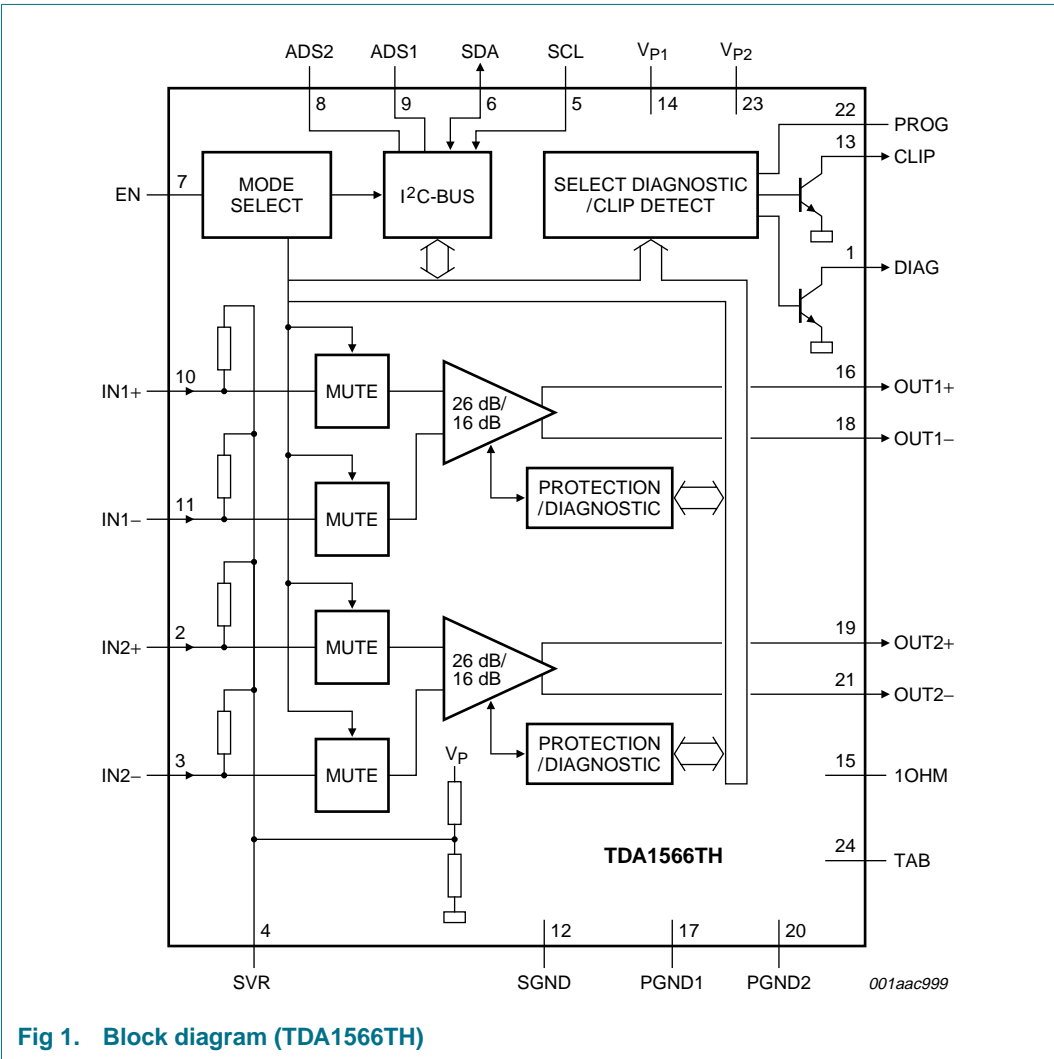 ADS2 ADS1 SDA SCL VP1 VP2
8 9 6 5 14 23
22 PROG
13 CLIP
EN 7
MODE
SELECT
I2C-BUS
SELECT DIAGNOSTIC
/CLIP DETECT
1 DIAG
IN1+ 10
MUTE
26 dB/
16 dB
16 OUT1+
18 OUT1−
IN1− 11
MUTE
PROTECTION
/DIAGNOSTIC
IN2+ 2
MUTE
26 dB/
16 dB
19 OUT2+
21 OUT2−
IN2− 3
MUTE
VP
PROTECTION
/DIAGNOSTIC
15 1OHM
TDA1566TH
24 TAB
4 12 17 20
SVR SGND PGND1 PGND2 001aac999
Fig 1. Block diagram (TDA1566TH)